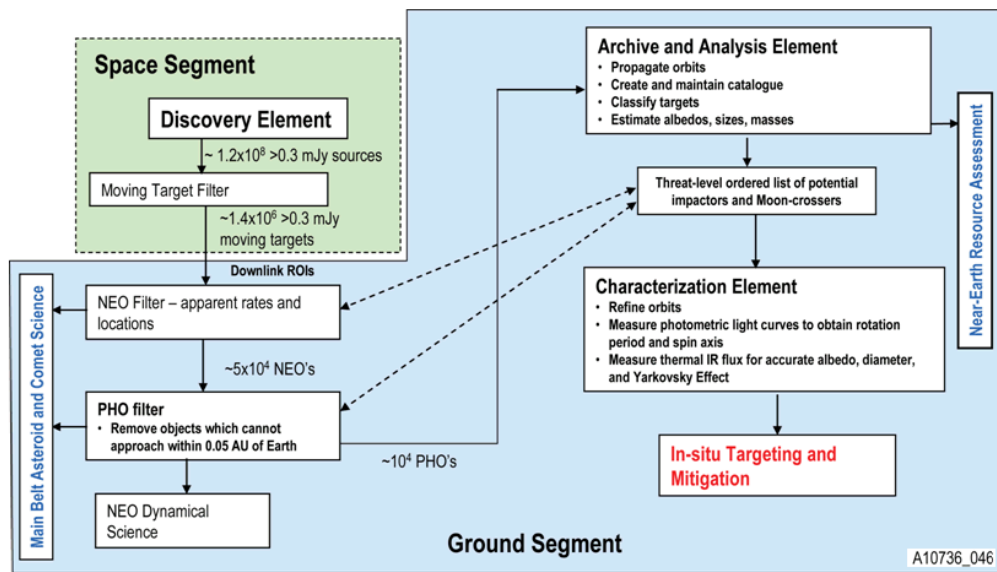 Space Segment
Discovery Element
~ 1.2x10⁸ >0.3 mJy sources
Moving Target Filter
~1.4x10⁶ >0.3 mJy
moving targets
Downlink ROIs
NEO Filter – apparent rates and
locations
~5x10⁴ NEO's
PHO filter
• Remove objects which cannot
approach within 0.05 AU of Earth
~10⁴ PHO's
NEO Dynamical
Science
Main Belt Asteroid and Comet Science
Archive and Analysis Element
• Propagate orbits
• Create and maintain catalogue
• Classify targets
• Estimate albedos, sizes, masses
Near-Earth Resource Assessment
Threat-level ordered list of potential
impactors and Moon-crossers
Characterization Element
• Refine orbits
• Measure photometric light curves to obtain rotation
period and spin axis
• Measure thermal IR flux for accurate albedo, diameter,
and Yarkovsky Effect
In-situ Targeting and
Mitigation
Ground Segment
A10736_046